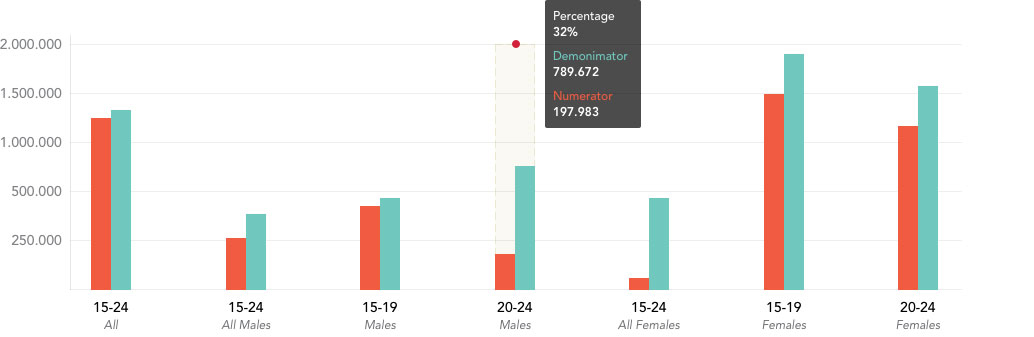 Percentage
32%
Demonimator
789.672
Numerator
197.983
2.000.000
1.500.000
1.000.000
500.000
250.000
15-24 15-24 15-19 20-24 15-24 15-19 20-24
All All Males Males Males All Females Females Females